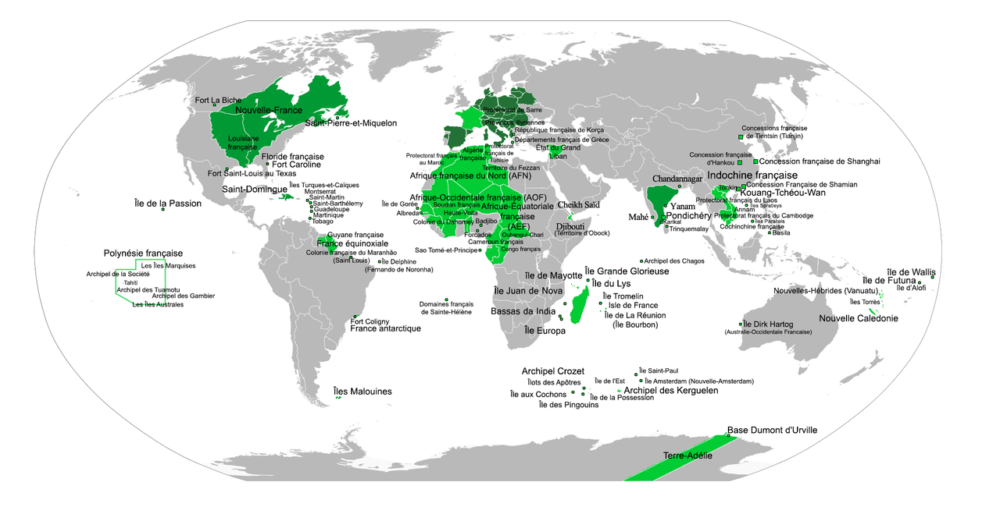 Fort La Biche
Nouvelle-France
Saint-Pierre-et-Miquelon
Louisiane
française
Floride française
Fort Caroline
Fort Saint-Louis au Texas
Saint-Domingue
Îles Turques-et-Caïques
Montserrat
Saint-Martin
Saint-Barthélemy
Guadeloupe
Martinique
Tobago
Île de la Passion
Guyane française
France équinoxiale
Colonie française du Maranhão
(Saint Louis)
Île Delphine
(Fernando de Noronha)
Polynésie française
Les Îles Marquises
Archipel de la Société
Tahiti
Archipel des Tuamotu
Archipel des Gambier
Les Îles Australes
Fort Coligny
France antarctique
Îles Malouines
Protectorat de Sarre
Provinces Illyriennes
République française de Korça
Départements français de Grèce
État du Grand
Liban
Protectorat français
au Maroc
Algérie
française
Protectorat
français de
Tunisie
Territoire du Fezzan
Afrique française du Nord (AFN)
Afrique-Occidentale française (AOF)
Île de Gorée
Soudan français
Afrique-Équatoriale
française
(AEF)
Albreda
Haute-Volta
Colonie du Dahomey
Badjibo
Forcados
Oubangui-Chari
Cameroun français
Congo français
Sao Tomé-et-Principe
Cheikh Saïd
Djibouti
(Territoire d'Obock)
Domaines français
de Sainte-Hélène
Île de Mayotte
Île Grande Glorieuse
Île du Lys
Île Juan de Nova
Île Tromelin
Isle de France
Bassas da India
Île de La Réunion
(Île Bourbon)
Île Europa
Archipel des Chagos
Archipel Crozet
Îlots des Apôtres
Île de l'Est
Île aux Cochons
Île de la Possession
Île des Pingouins
Île Saint-Paul
Île Amsterdam (Nouvelle-Amsterdam)
Archipel des Kerguelen
Base Dumont d'Urville
Terre-Adélie
Concessions française
de Tientsin (Tianjin)
Concession française
d'Hankou
Concession française de Shanghai
Indochine française
Chandannagar
Tonkin
Concession Française de Shamian
Kouang-Tchéou-Wan
Protectorat français du Laos
Îles Spratleys
Annam
Protectorat français du Cambodge
Îles Paracels
Cochinchine française
Basila
Mahé
Yanam
Pondichéry
Karikal
Trinquemalay
Île de Wallis
Île de Futuna
Île d'Alofi
Nouvelles-Hébrides (Vanuatu)
Îles Torrès
Nouvelle Caledonie
Île Dirk Hartog
(Australie-Occidentale Francaise)